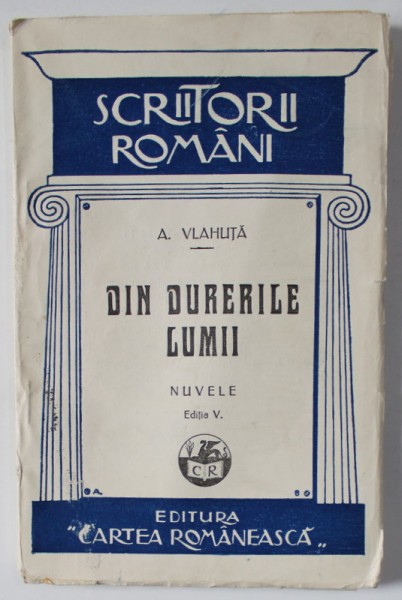 SCRIITORII
ROMÂNI
A. VLAHUȚĂ
DIN DURERILE
LUMII
NUVELE
Ediția V.
C R
EDITURA
"CARTEA ROMÂNEASCĂ„